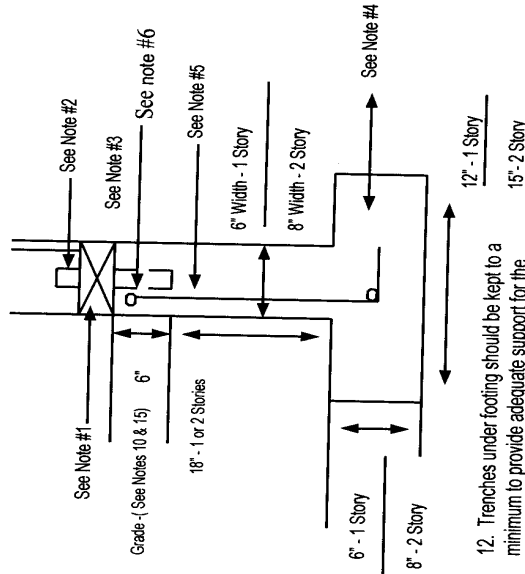 See Note #2
See Note #1
See Note #3
See note #6
Grade -( See Notes 10 & 15)
6"
See Note #5
18" - 1 or 2 Stories
6" Width - 1 Story
8" Width - 2 Story
See Note #4
6" - 1 Story
8" - 2 Story
12" - 1 Story
15" - 2 Story
12. Trenches under footing should be kept to a
minimum to provide adequate support for the